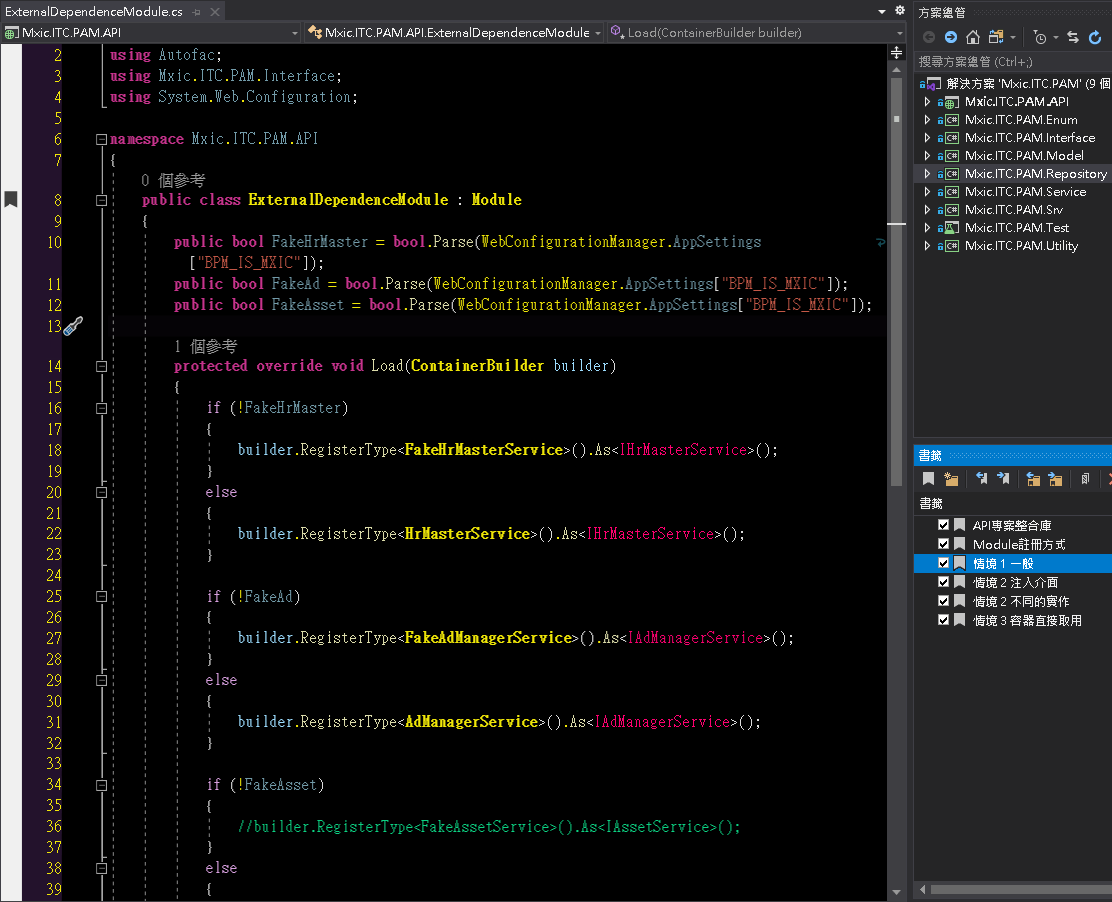 ExternalDependenceModule.cs
Mxic.ITC.PAM.API
Mxic.ITC.PAM.API.ExternalDependenceModule
Load(ContainerBuilder builder)
2 using Autofac;
3 using Mxic.ITC.PAM.Interface;
4 using System.Web.Configuration;
5
6 namespace Mxic.ITC.PAM.API
7 {
0 個參考
8 public class ExternalDependenceModule : Module
9 {
10 public bool FakeHrMaster = bool.Parse(WebConfigurationManager.AppSettings
["BPM_IS_MXIC"]);
11 public bool FakeAd = bool.Parse(WebConfigurationManager.AppSettings["BPM_IS_MXIC"]);
12 public bool FakeAsset = bool.Parse(WebConfigurationManager.AppSettings["BPM_IS_MXIC"]);
13
1 個參考
14 protected override void Load(ContainerBuilder builder)
15 {
16 if (!FakeHrMaster)
17 {
18 builder.RegisterType<FakeHrMasterService>().As<IHrMasterService>();
19 }
20 else
21 {
22 builder.RegisterType<HrMasterService>().As<IHrMasterService>();
23 }
24
25 if (!FakeAd)
26 {
27 builder.RegisterType<FakeAdManagerService>().As<IAdManagerService>();
28 }
29 else
30 {
31 builder.RegisterType<AdManagerService>().As<IAdManagerService>();
32 }
33
34 if (!FakeAsset)
35 {
36 //builder.RegisterType<FakeAssetService>().As<IAssetService>();
37 }
38 else
39 {
方案總管
搜尋方案總管 (Ctrl+;)
解決方案 'Mxic.ITC.PAM' (9 個
Mxic.ITC.PAM.API
Mxic.ITC.PAM.Enum
Mxic.ITC.PAM.Interface
Mxic.ITC.PAM.Model
Mxic.ITC.PAM.Repository
Mxic.ITC.PAM.Service
Mxic.ITC.PAM.Srv
Mxic.ITC.PAM.Test
Mxic.ITC.PAM.Utility
書籤
書籤
API專案整合庫
Module註冊方式
情境 1 一般
情境 2 注入介面
情境 2 不同的實作
情境 3 容器直接取用